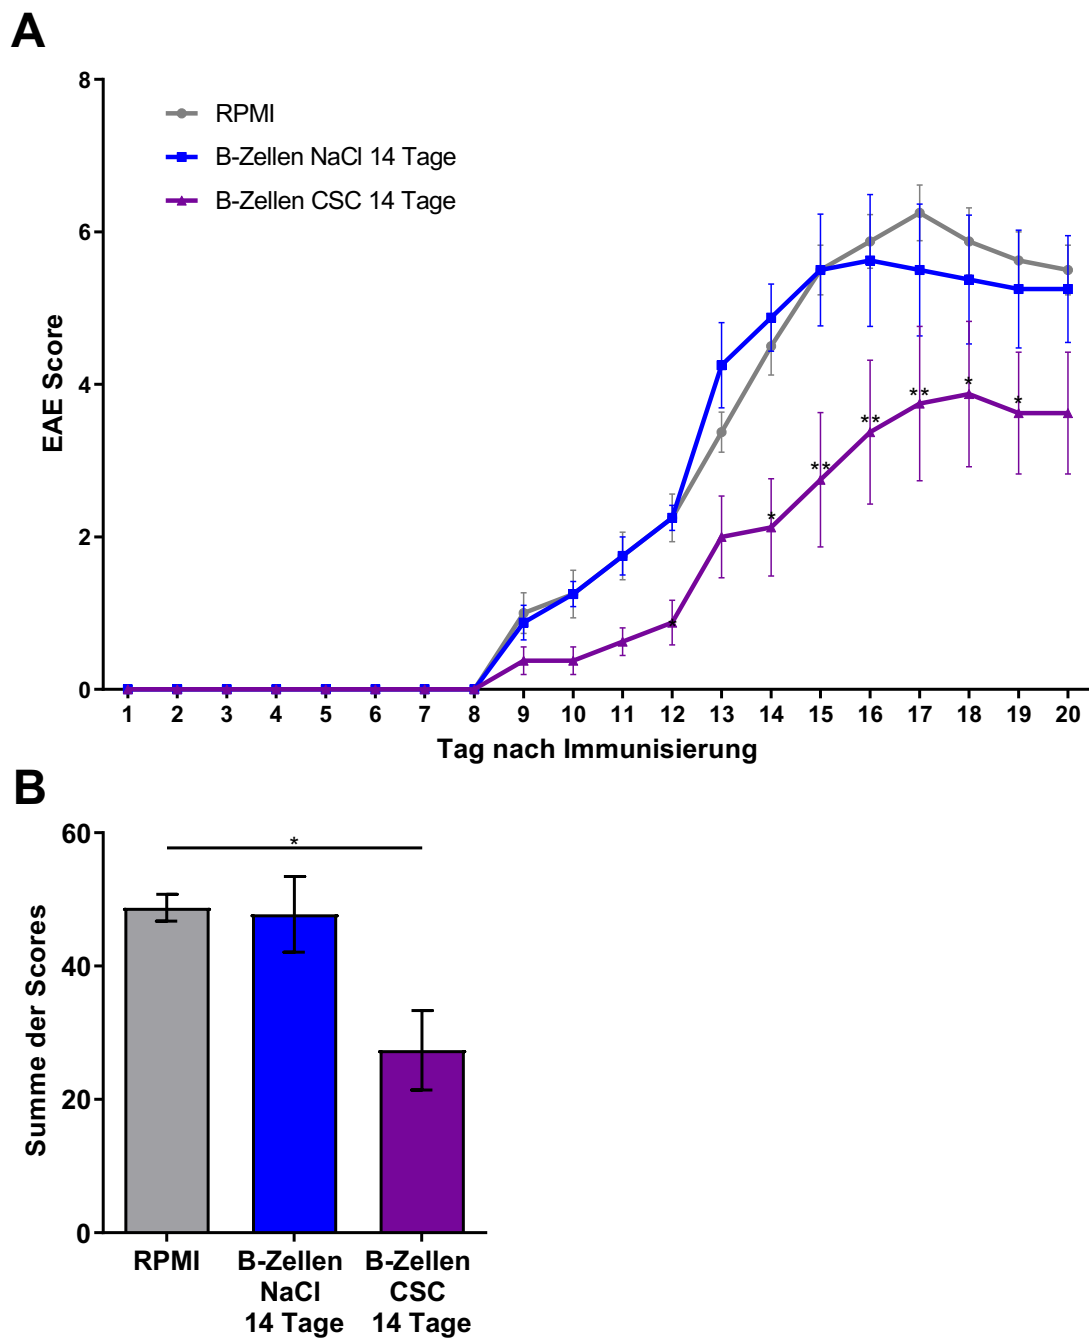 A
8
6
4
2
0
EAE Score
RPMI
B-Zellen NaCl 14 Tage
B-Zellen CSC 14 Tage
*
*
**
**
**
*
*
1 2 3 4 5 6 7 8 9 10 11 12 13 14 15 16 17 18 19 20
Tag nach Immunisierung
B
60
40
20
0
Summe der Scores
*
RPMI
B-Zellen NaCl 14 Tage
B-Zellen CSC 14 Tage